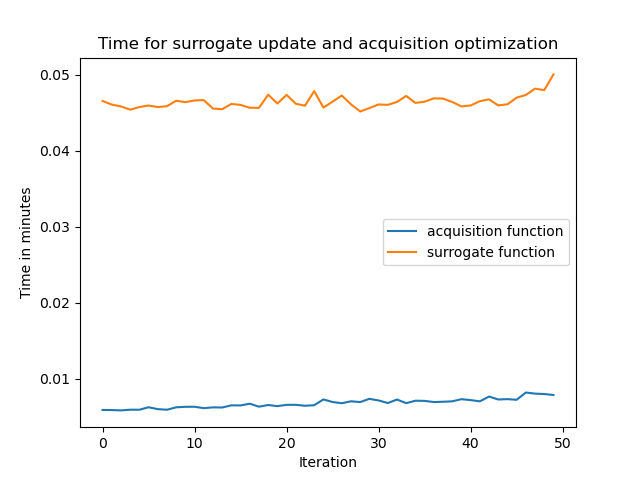 Time for surrogate update and acquisition optimization
0.05
0.04
0.03
0.02
0.01
Time in minutes
acquisition function
surrogate function
0 10 20 30 40 50
Iteration